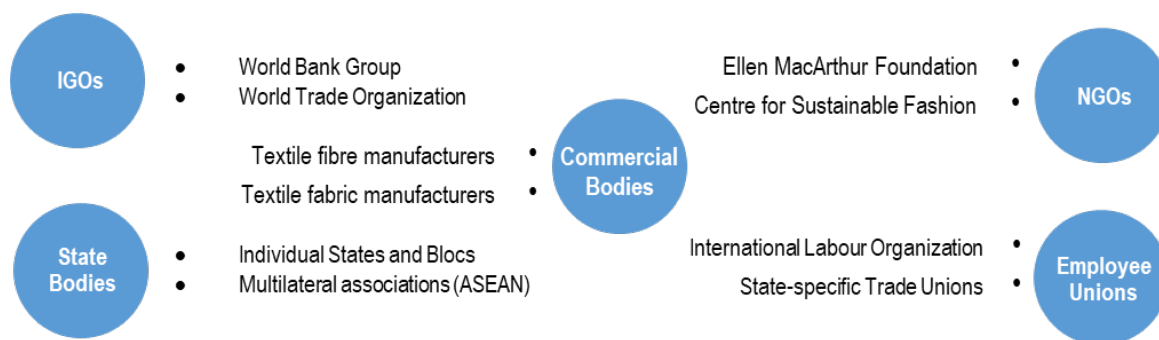 IGOs
• World Bank Group
• World Trade Organization
Ellen MacArthur Foundation •
Centre for Sustainable Fashion •
NGOs
Textile fibre manufacturers •
Textile fabric manufacturers •
Commercial
Bodies
State
Bodies
• Individual States and Blocs
• Multilateral associations (ASEAN)
International Labour Organization •
State-specific Trade Unions •
Employee
Unions